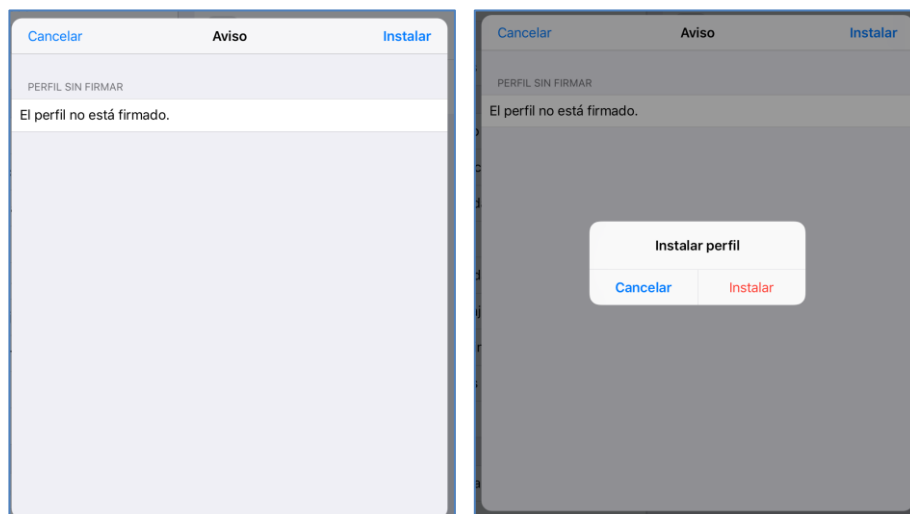 Cancelar Aviso Instalar
PERFIL SIN FIRMAR
El perfil no está firmado.
Cancelar Aviso Instalar
PERFIL SIN FIRMAR
El perfil no está firmado.
Instalar perfil
Cancelar Instalar